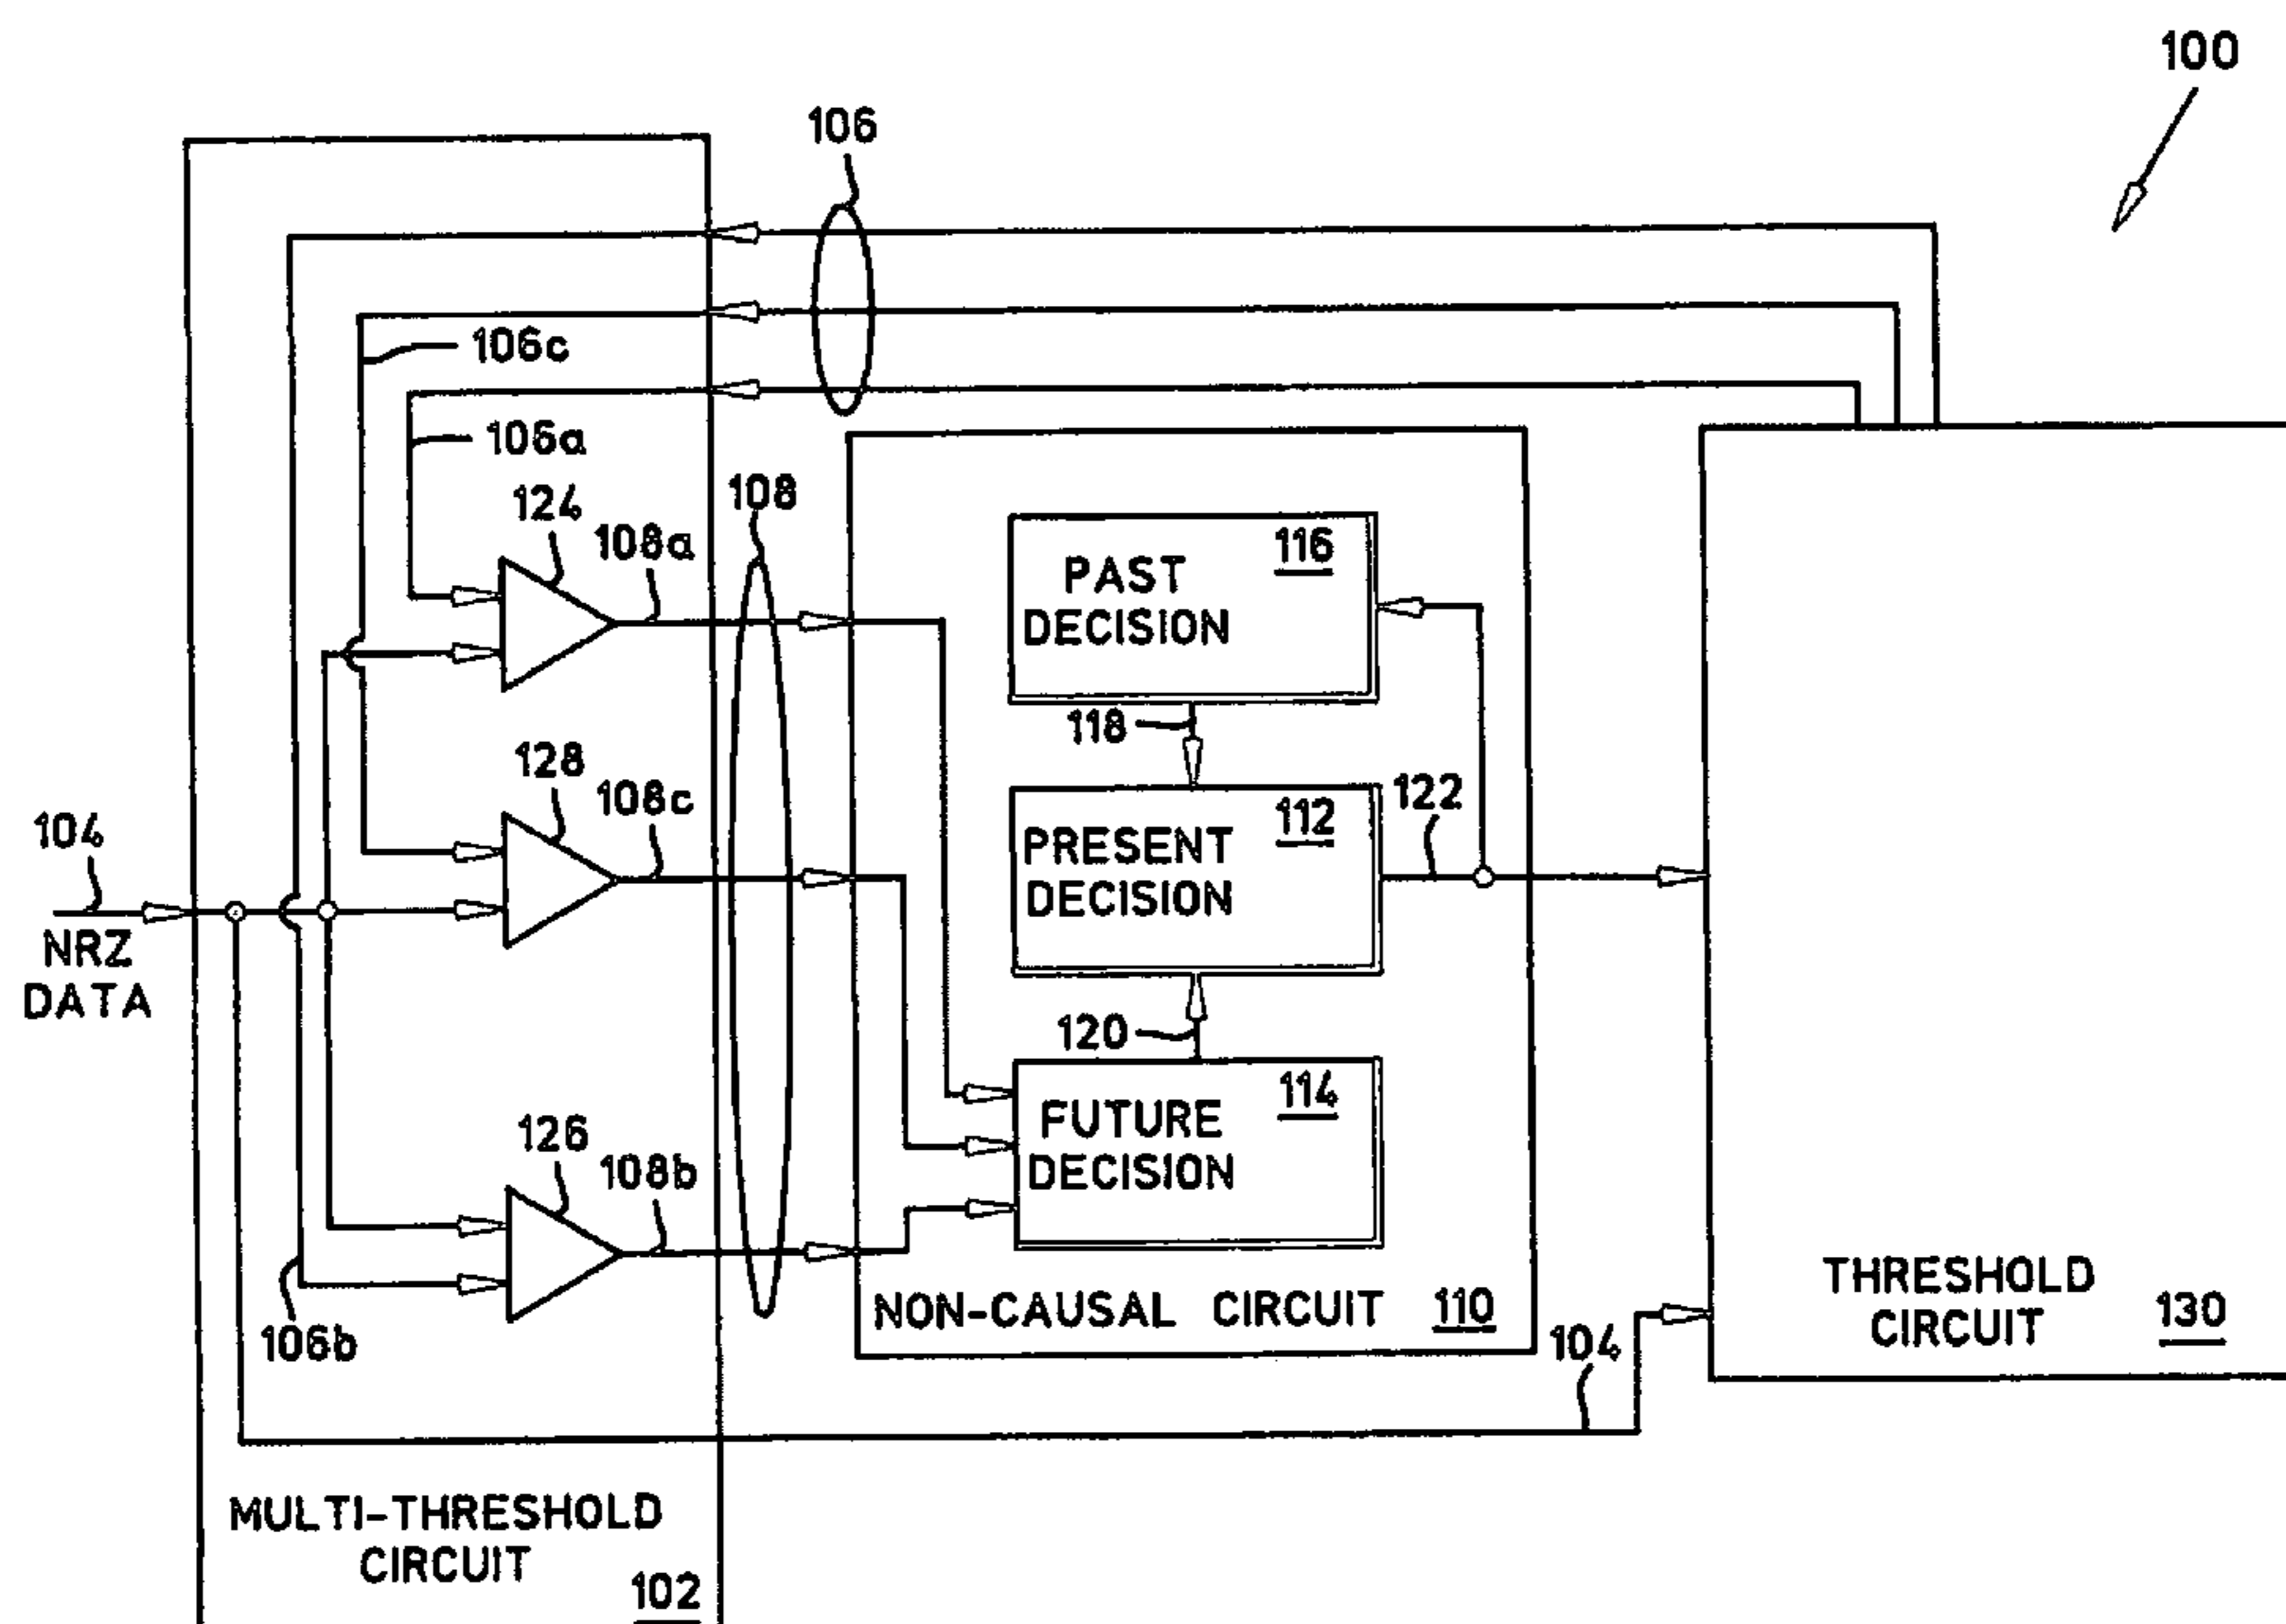 100
106
106c
106a
124
108a
108
116
PAST
DECISION
118
128
108c
112
122
PRESENT
DECISION
104
NRZ
DATA
120
114
FUTURE
DECISION
126
108b
106b
NON-CAUSAL CIRCUIT 110
104
THRESHOLD
CIRCUIT 130
MULTI-THRESHOLD
CIRCUIT
102